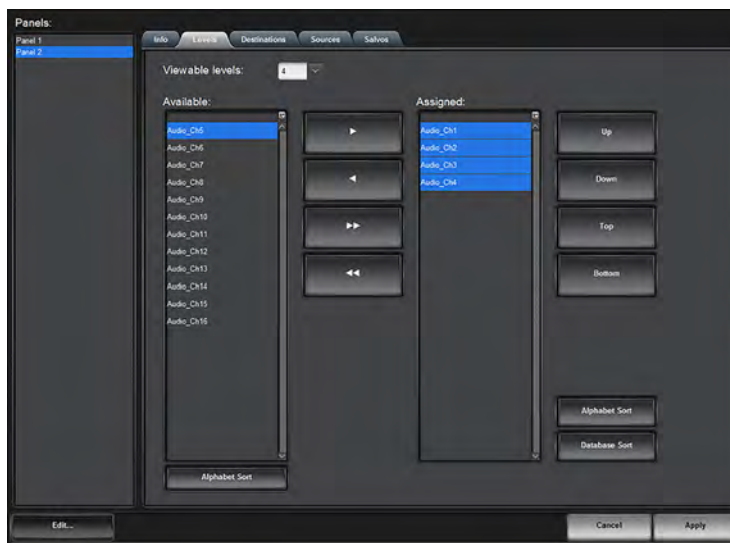 Panels:
Panel 1
Panel 2
Info
Levels
Destinations
Sources
Salvos
Viewable levels:
4
Available:
Audio_Ch5
Audio_Ch6
Audio_Ch7
Audio_Ch8
Audio_Ch9
Audio_Ch10
Audio_Ch11
Audio_Ch12
Audio_Ch13
Audio_Ch14
Audio_Ch15
Audio_Ch16
Alphabet Sort
Assigned:
Audio_Ch1
Audio_Ch2
Audio_Ch3
Audio_Ch4
Up
Down
Top
Bottom
Alphabet Sort
Database Sort
Edit...
Cancel
Apply